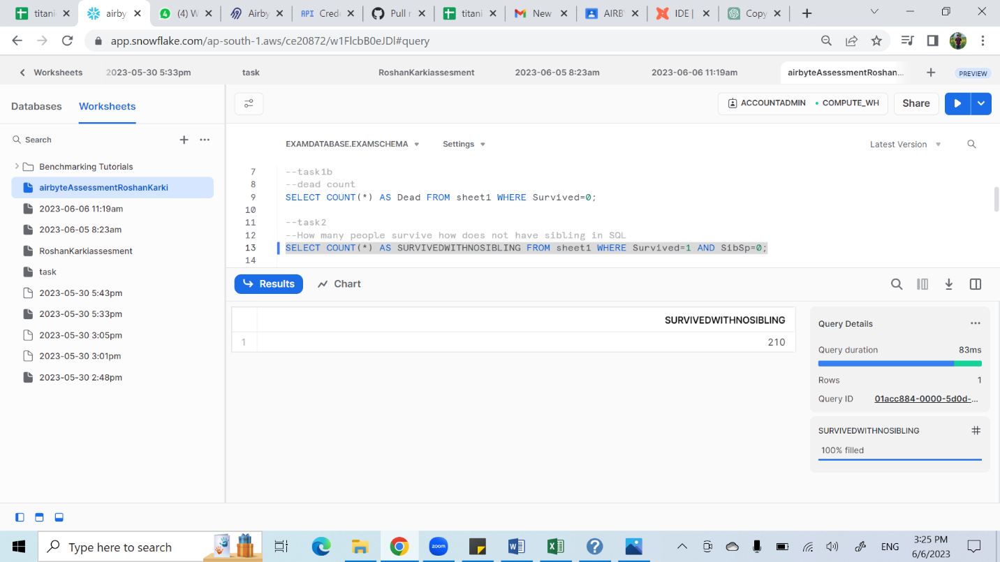 titani
airby
(4) W
Airby
API Cred
Pull r
titani
New
AIRB
IDE |
Copy
app.snowflake.com/ap-south-1.aws/ce20872/w1FlcbB0eJDl#query
Worksheets
2023-05-30 5:33pm
task
RoshanKarkiassesment
2023-06-05 8:23am
2023-06-06 11:19am
airbyteAssessmentRoshan...
PREVIEW
Databases
Worksheets
ACCOUNTADMIN
COMPUTE_WH
Share
Search
EXAMDATABASE.EXAMSCHEMA
Settings
Latest Version
Benchmarking Tutorials
airbyteAssessmentRoshanKarki
2023-06-06 11:19am
2023-06-05 8:23am
RoshanKarkiassesment
task
2023-05-30 5:43pm
2023-05-30 5:33pm
2023-05-30 3:05pm
2023-05-30 3:01pm
2023-05-30 2:48pm
7 --task1b
8 --dead count
9 SELECT COUNT(*) AS Dead FROM sheet1 WHERE Survived=0;
10
11 --task2
12 --How many people survive how does not have sibling in SQL
13 SELECT COUNT(*) AS SURVIVEDWITHNOSIBLING FROM sheet1 WHERE Survived=1 AND SibSp=0;
14
Results
Chart
SURVIVEDWITHNOSIBLING
1 210
Query Details
Query duration 83ms
Rows 1
Query ID 01acc884-0000-5d0d-...
SURVIVEDWITHNOSIBLING
100% filled
Type here to search
zoom
ENG
3:25 PM
6/6/2023